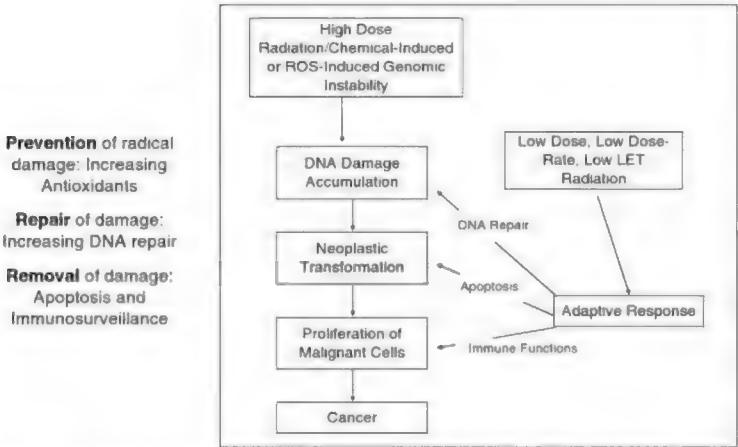 Prevention of radical
damage: Increasing
Antioxidants
Repair of damage:
Increasing DNA repair
Removal of damage:
Apoptosis and
Immunosurveillance
High Dose
Radiation/Chemical-Induced
or ROS-Induced Genomic
Instability
DNA Damage
Accumulation
Neoplastic
Transformation
Proliferation of
Malignant Cells
Cancer
Low Dose, Low Dose-
Rate, Low LET
Radiation
DNA Repair
Apoptosis
Immune Functions
Adaptive Response